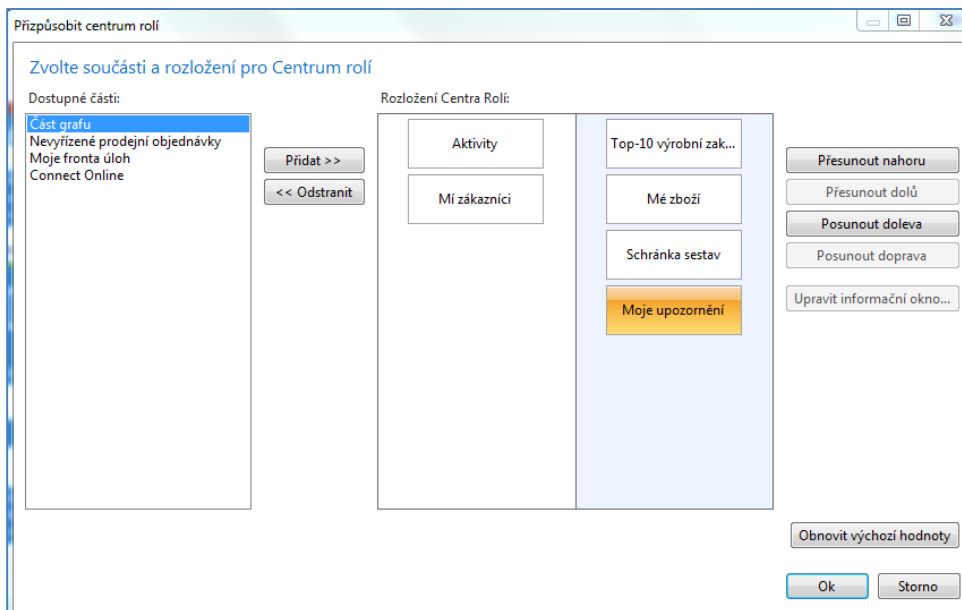 Přizpůsobit centrum rolí
Zvolte součásti a rozložení pro Centrum rolí
Dostupné části:
Část grafu
Nevyřízené prodejní objednávky
Moje fronta úloh
Connect Online
Přidat >>
<< Odstranit
Rozložení Centra Rolí:
Aktivity
Mí zákazníci
Top-10 výrobní zak...
Mé zboží
Schránka sestav
Moje upozornění
Přesunout nahoru
Přesunout dolů
Posunout doleva
Posunout doprava
Upravit informační okno...
Obnovit výchozí hodnoty
Ok
Storno